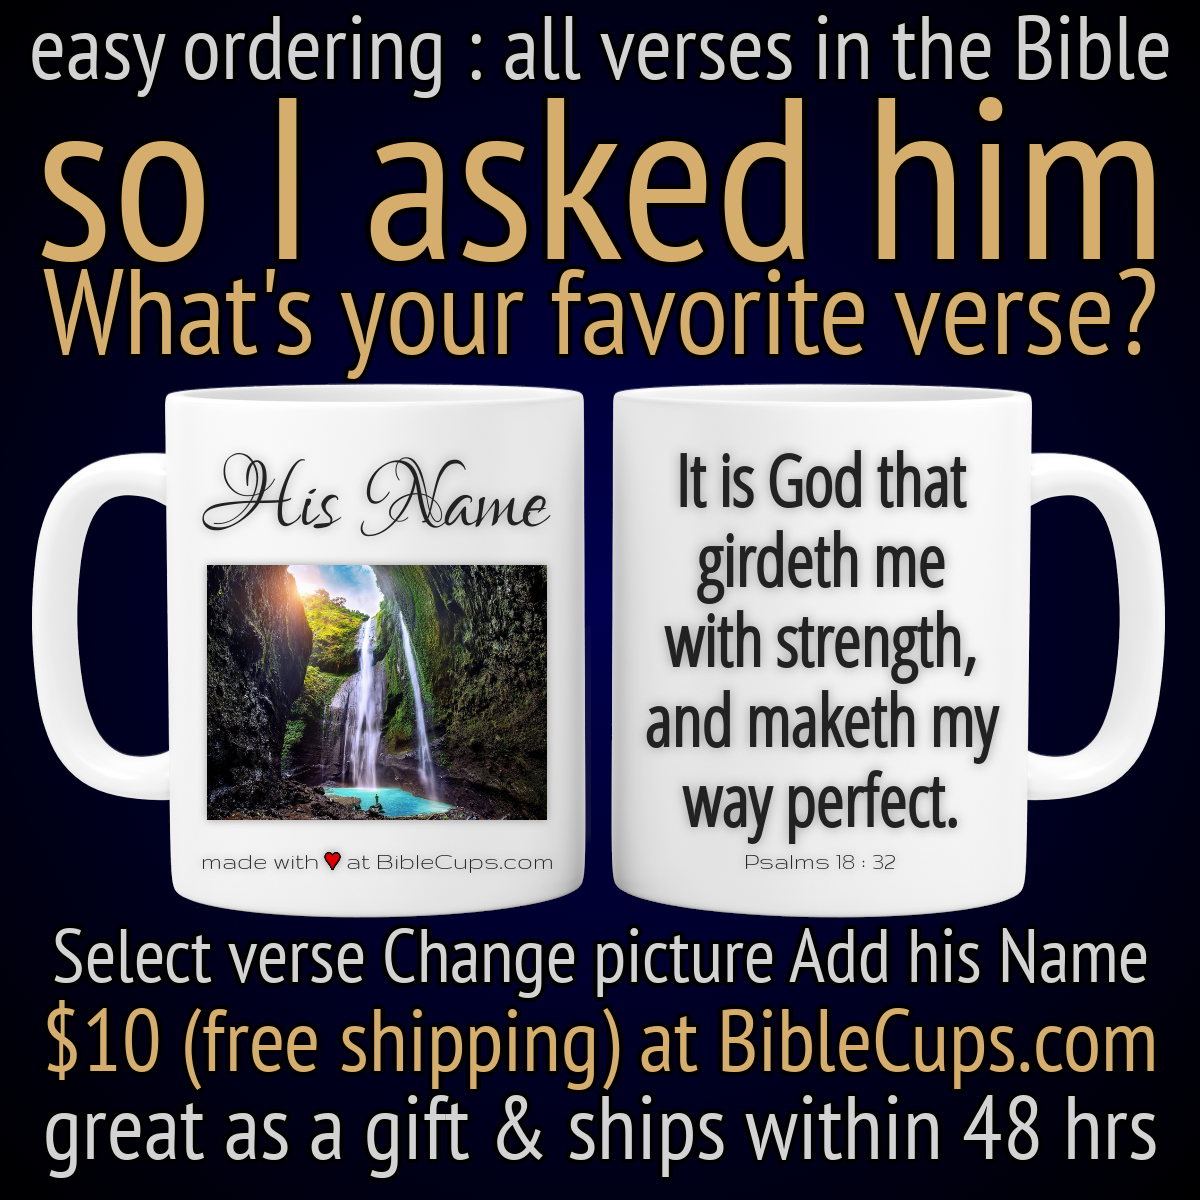 easy ordering : all verses in the Bible
so I asked him
What's your favorite verse?
His Name
made with ♥ at BibleCups.com
It is God that
girdeth me
with strength,
and maketh my
way perfect.
Psalms 18 : 32
Select verse Change picture Add his Name
$10 (free shipping) at BibleCups.com
great as a gift & ships within 48 hrs